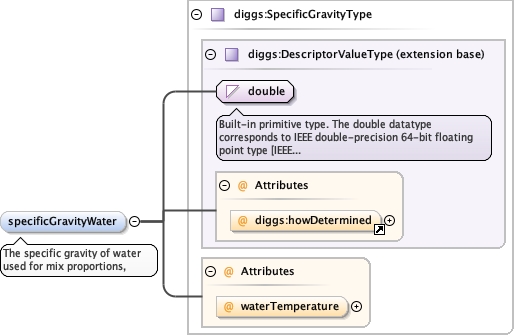 diggs:SpecificGravityType
diggs:DescriptorValueType (extension base)
double
Built-in primitive type. The double datatype
corresponds to IEEE double-precision 64-bit floating
point type [IEEE...
@ Attributes
@ diggs:howDetermined
specificGravityWater
The specific gravity of water
used for mix proportions,
@ Attributes
@ waterTemperature